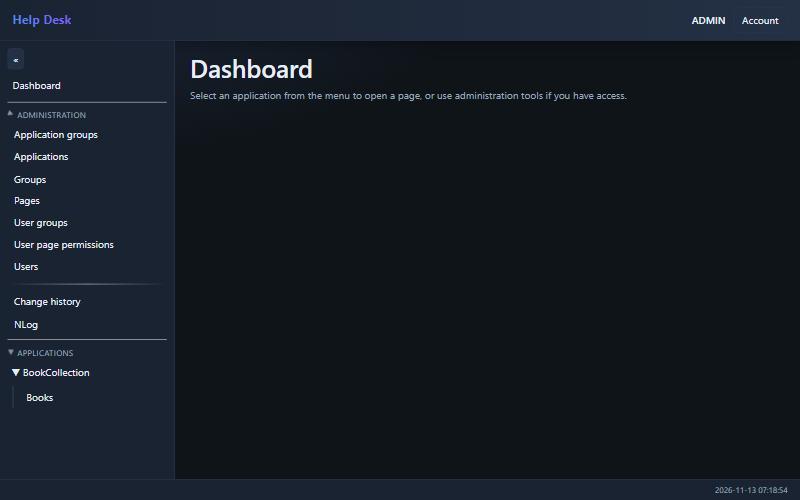 Help Desk
ADMIN
Account
«
Dashboard
ADMINISTRATION
Application groups
Applications
Groups
Pages
User groups
User page permissions
Users
Change history
NLog
APPLICATIONS
BookCollection
Books
Dashboard
Select an application from the menu to open a page, or use administration tools if you have access.
2026-11-13 07:18:54